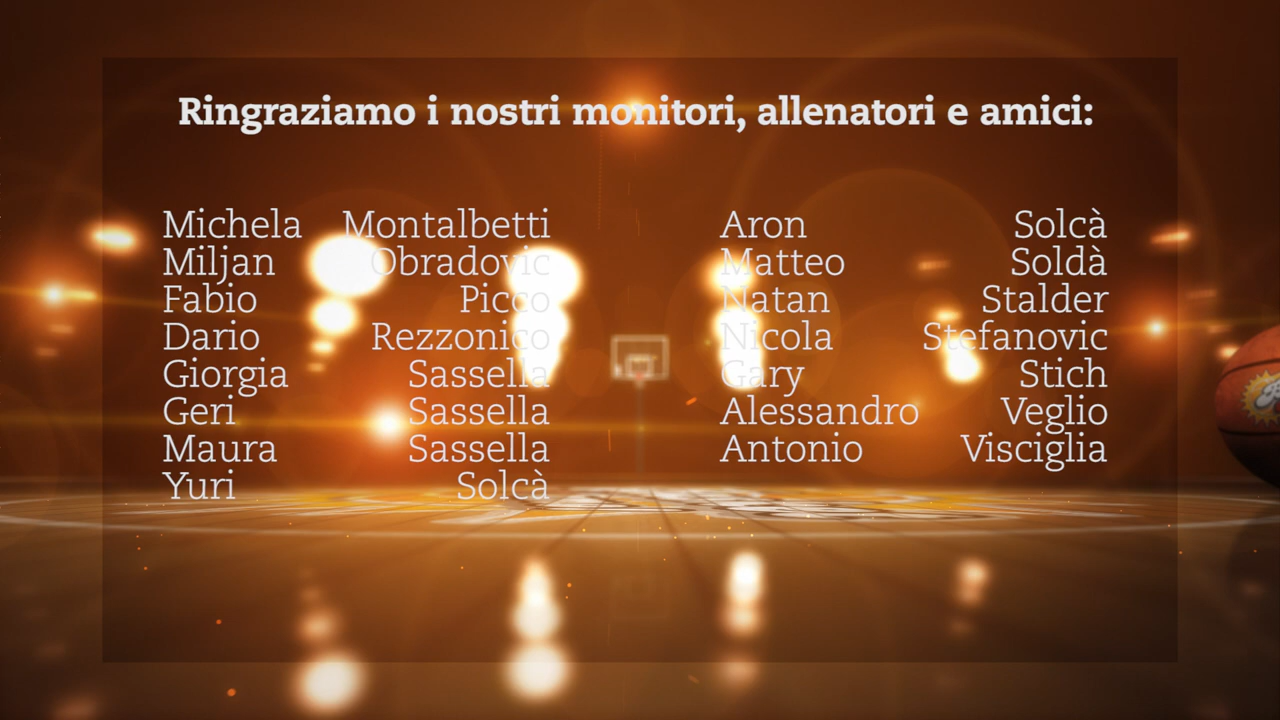 Ringraziamo i nostri monitori, allenatori e amici:
Michela Montalbetti
Miljan Obradovic
Fabio Picco
Dario Rezzonico
Giorgia Sassella
Geri Sassella
Maura Sassella
Yuri Solcà
Aron Solcà
Matteo Soldà
Natan Stalder
Nicola Stefanovic
Gary Stich
Alessandro Veglio
Antonio Visciglia